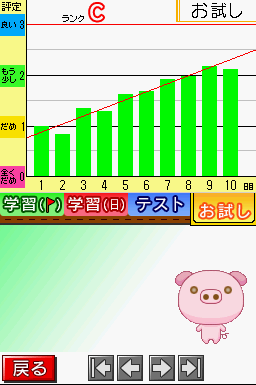 評定
ランク C
お試し
良い 3
もう少し 2
だめ 1
全くだめ 0
1 2 3 4 5 6 7 8 9 10 回
学習(▶) 学習(日) テスト お試し
戻る